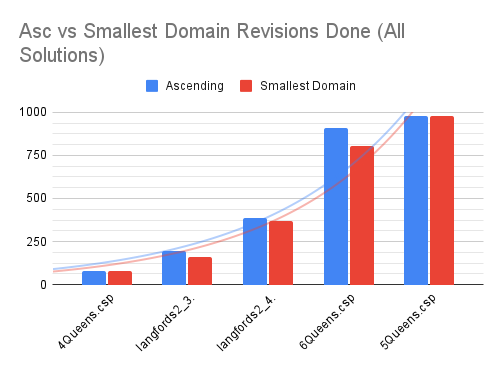 Asc vs Smallest Domain Revisions Done (All
Solutions)
Ascending
Smallest Domain
1000
750
500
250
0
4Queens.csp
langfords2_3.
langfords2_4.
6Queens.csp
5Queens.csp